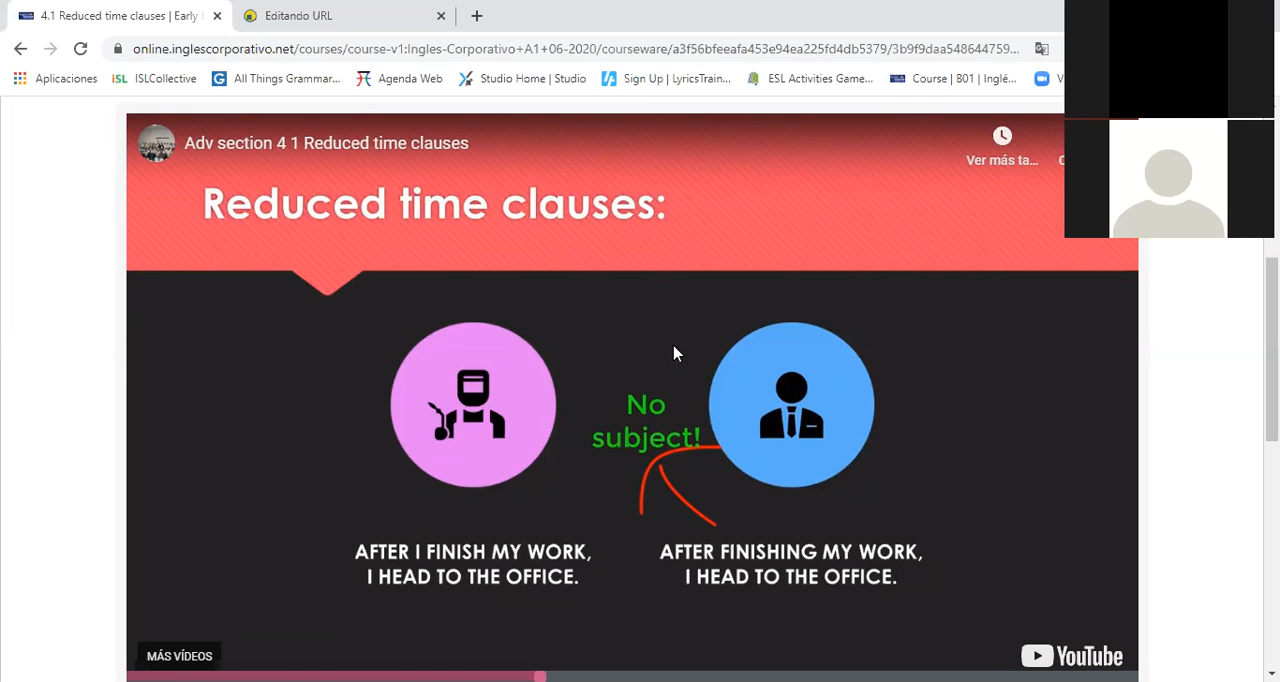 4.1 Reduced time clauses | Early
Editando URL
online.inglescorporativo.net/courses/course-v1:Ingles-Corporativo+A1+06-2020/courseware/a3f56bfeeafa453e94ea225fd4db5379/3b9f9daa548644759...
Aplicaciones iSL ISLCollective All Things Grammar... Agenda Web Studio Home | Studio Sign Up | LyricsTrain... ESL Activities Game... Course | B01 | Inglé...
Adv section 4 1 Reduced time clauses
Ver más ta...
Reduced time clauses:
No
subject!
AFTER I FINISH MY WORK,
I HEAD TO THE OFFICE.
AFTER FINISHING MY WORK,
I HEAD TO THE OFFICE.
MÁS VÍDEOS
YouTube